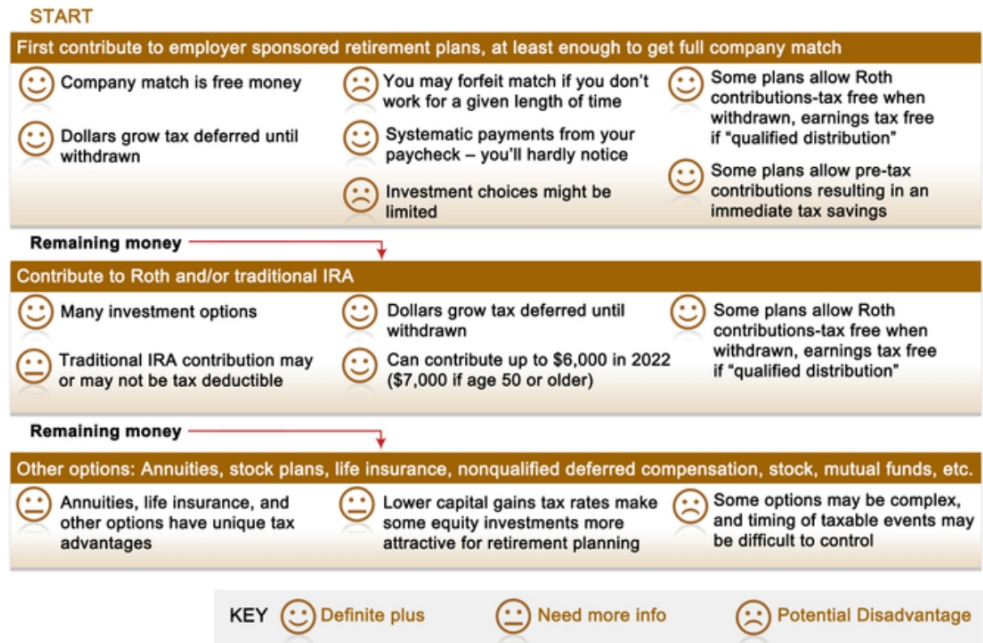 START
First contribute to employer sponsored retirement plans, at least enough to get full company match
Company match is free money
Dollars grow tax deferred until
withdrawn
You may forfeit match if you don't
work for a given length of time
Systematic payments from your
paycheck – you'll hardly notice
Investment choices might be
limited
Some plans allow Roth
contributions-tax free when
withdrawn, earnings tax free
if "qualified distribution"
Some plans allow pre-tax
contributions resulting in an
immediate tax savings
Remaining money
Contribute to Roth and/or traditional IRA
Many investment options
Traditional IRA contribution may
or may not be tax deductible
Dollars grow tax deferred until
withdrawn
Can contribute up to $6,000 in 2022
($7,000 if age 50 or older)
Some plans allow Roth
contributions-tax free when
withdrawn, earnings tax free
if "qualified distribution"
Remaining money
Other options: Annuities, stock plans, life insurance, nonqualified deferred compensation, stock, mutual funds, etc.
Annuities, life insurance, and
other options have unique tax
advantages
Lower capital gains tax rates make
some equity investments more
attractive for retirement planning
Some options may be complex,
and timing of taxable events may
be difficult to control
KEY Definite plus Need more info Potential Disadvantage